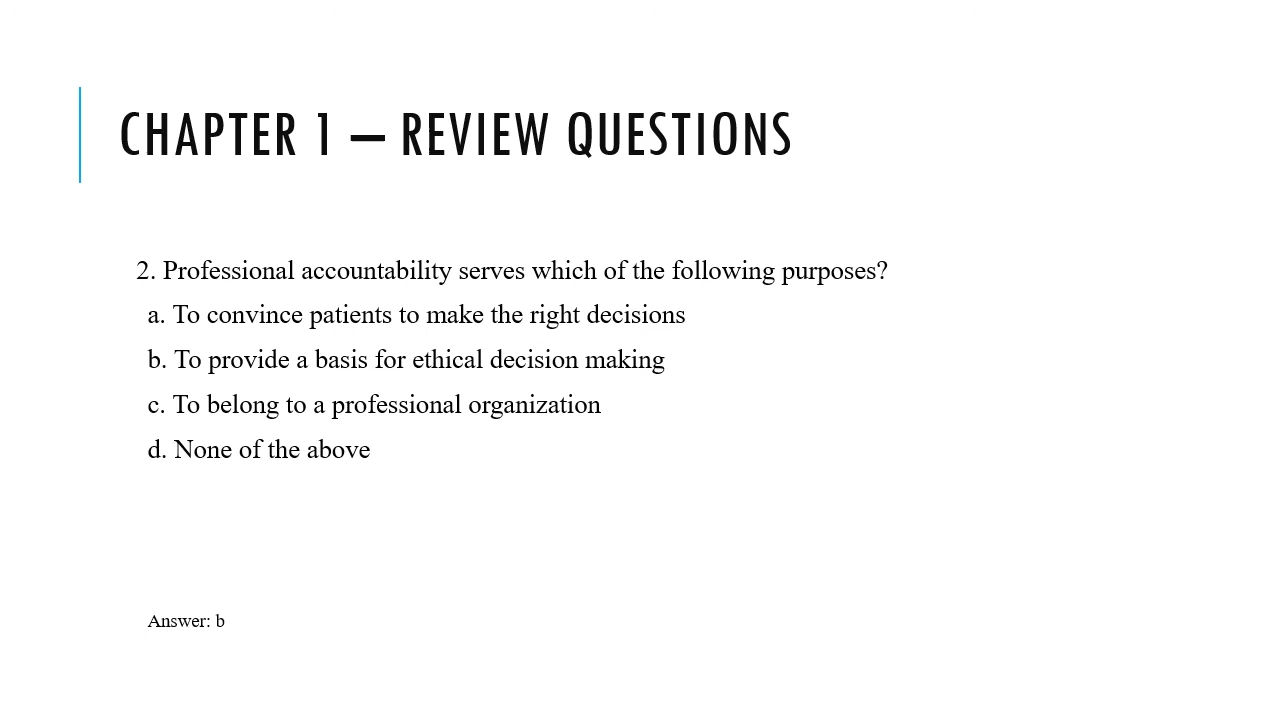 CHAPTER 1 – REVIEW QUESTIONS
2. Professional accountability serves which of the following purposes?
a. To convince patients to make the right decisions
b. To provide a basis for ethical decision making
c. To belong to a professional organization
d. None of the above
Answer: b